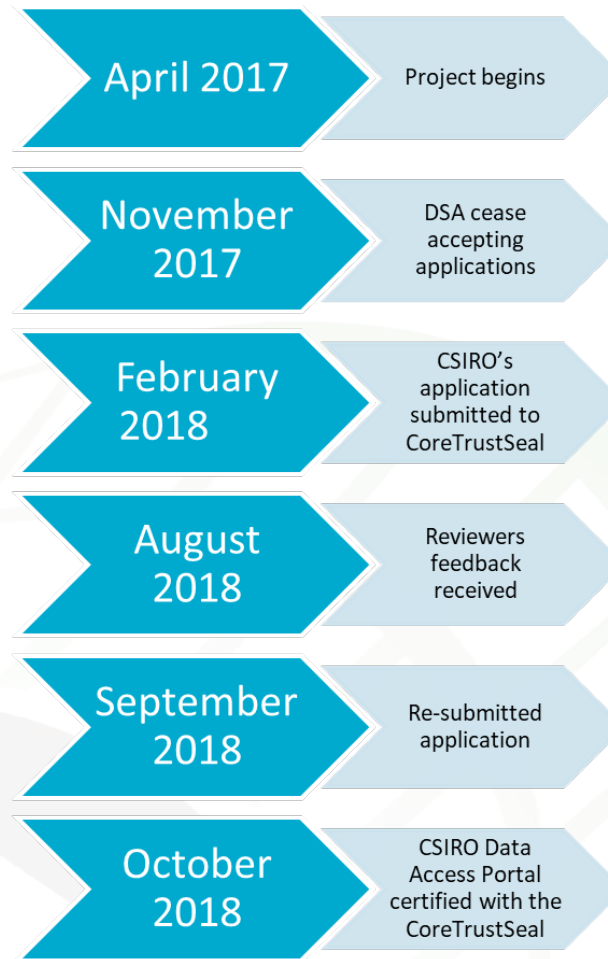 April 2017
Project begins
November
2017
DSA cease
accepting
applications
February
2018
CSIRO’s
application
submitted to
CoreTrustSeal
August
2018
Reviewers
feedback
received
September
2018
Re-submitted
application
October
2018
CSIRO Data
Access Portal
certified with the
CoreTrustSeal